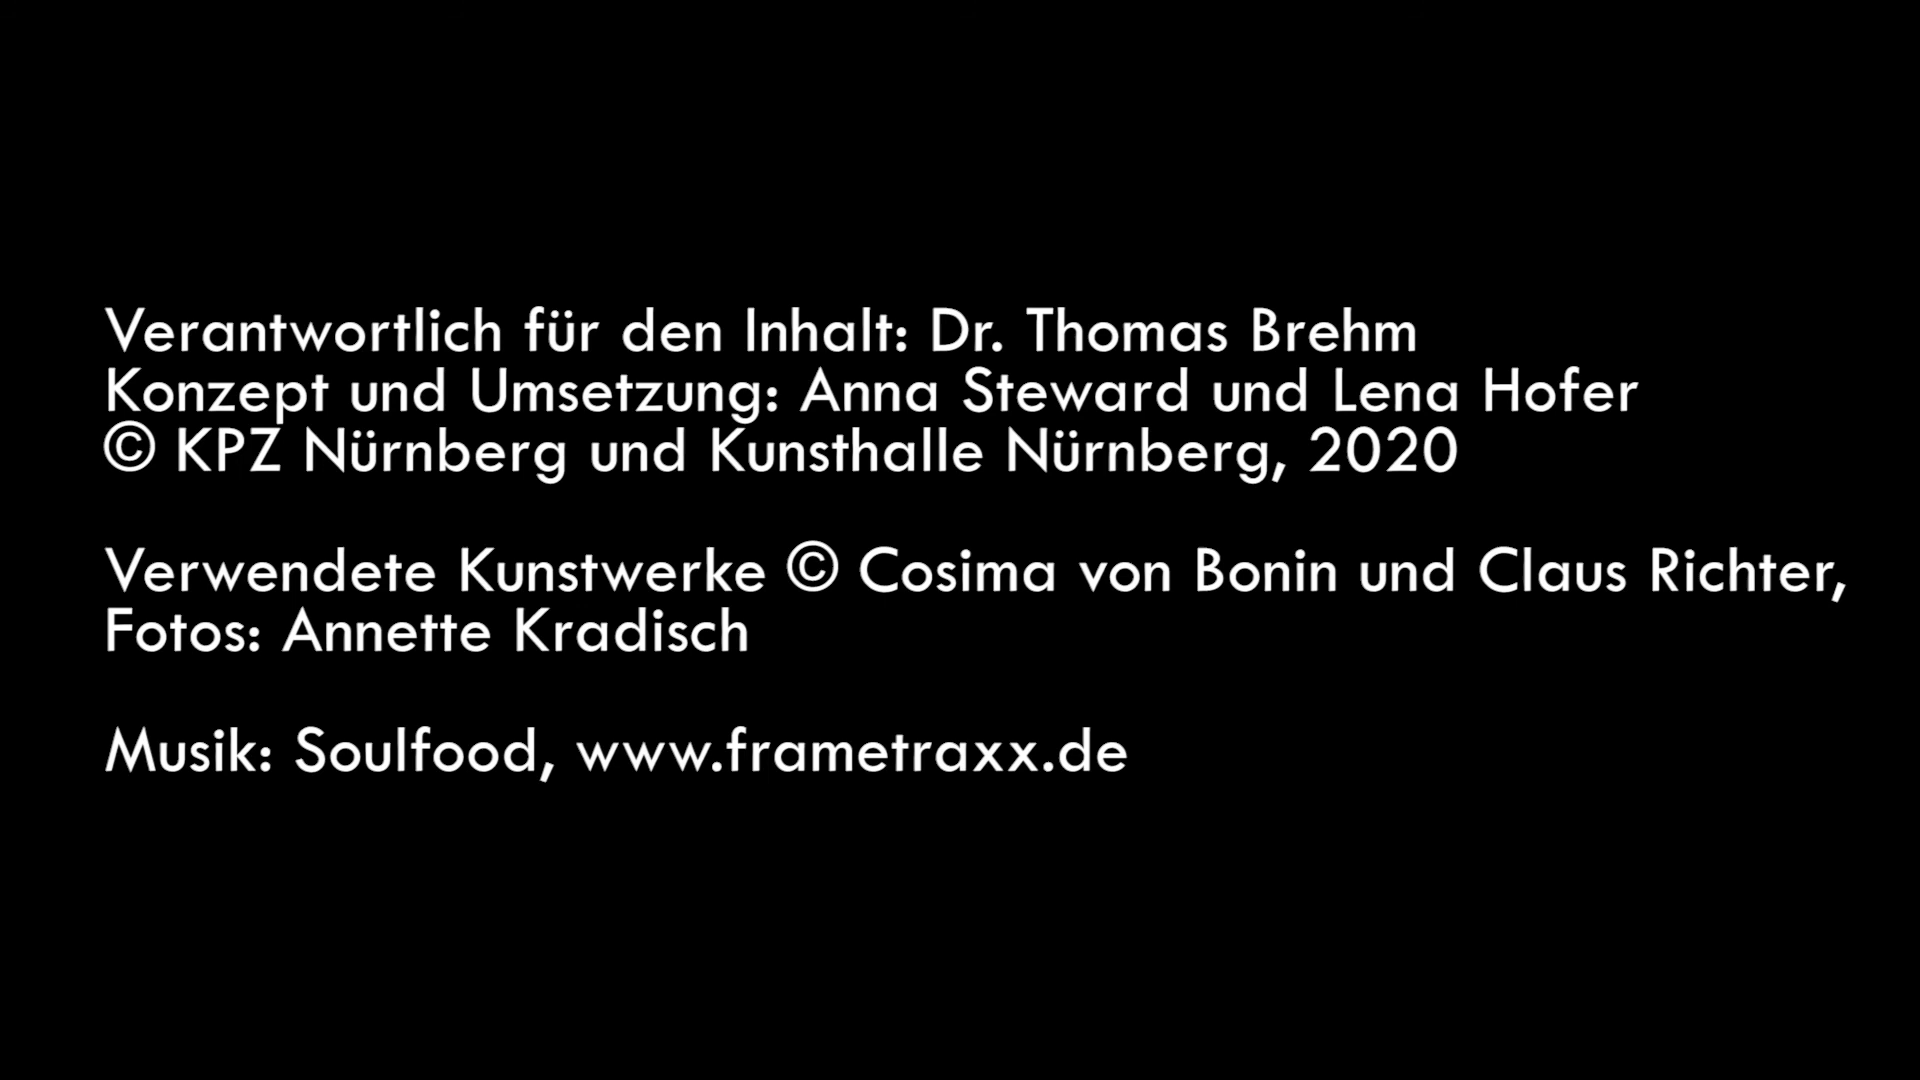 Verantwortlich für den Inhalt: Dr. Thomas Brehm
Konzept und Umsetzung: Anna Steward und Lena Hofer
© KPZ Nürnberg und Kunsthalle Nürnberg, 2020
Verwendete Kunstwerke © Cosima von Bonin und Claus Richter,
Fotos: Annette Kradisch
Musik: Soulfood, www.frametraxx.de